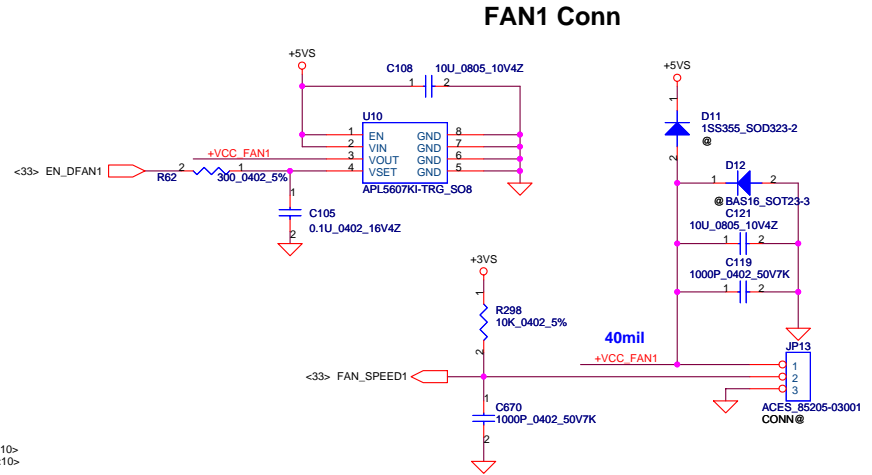 FAN1 Conn
+5VS
C108 10U_0805_10V4Z
1 2
U10
1 EN GND 8
2 VIN GND 7
3 VOUT GND 6
4 VSET GND 5
APL5607KI-TRG_SO8
+VCC_FAN1
<33> EN_DFAN1
R62 2 1 300_0402_5%
1
C105
0.1U_0402_16V4Z
2
+5VS
1
D11
1SS355_SOD323-2
@
2
D12
1 2
@ BAS16_SOT23-3
C121
10U_0805_10V4Z
1 2
C119
1000P_0402_50V7K
1 2
+3VS
1
R298
10K_0402_5%
2
40mil
+VCC_FAN1
JP13
1
2
3
ACES_85205-03001
CONN@
<33> FAN_SPEED1
1
C670
1000P_0402_50V7K
2
10>
10>